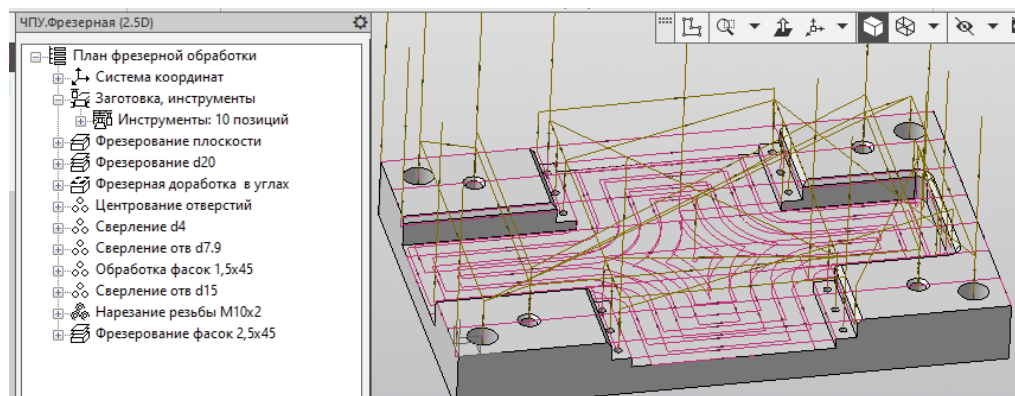 ЧПУ.Фрезерная (2.5D)
План фрезерной обработки
Система координат
Заготовка, инструменты
Инструменты: 10 позиций
Фрезерование плоскости
Фрезерование d20
Фрезерная доработка в углах
Центрование отверстий
Сверление d4
Сверление отв d7.9
Обработка фасок 1,5x45
Сверление отв d15
Нарезание резьбы M10x2
Фрезерование фасок 2,5x45